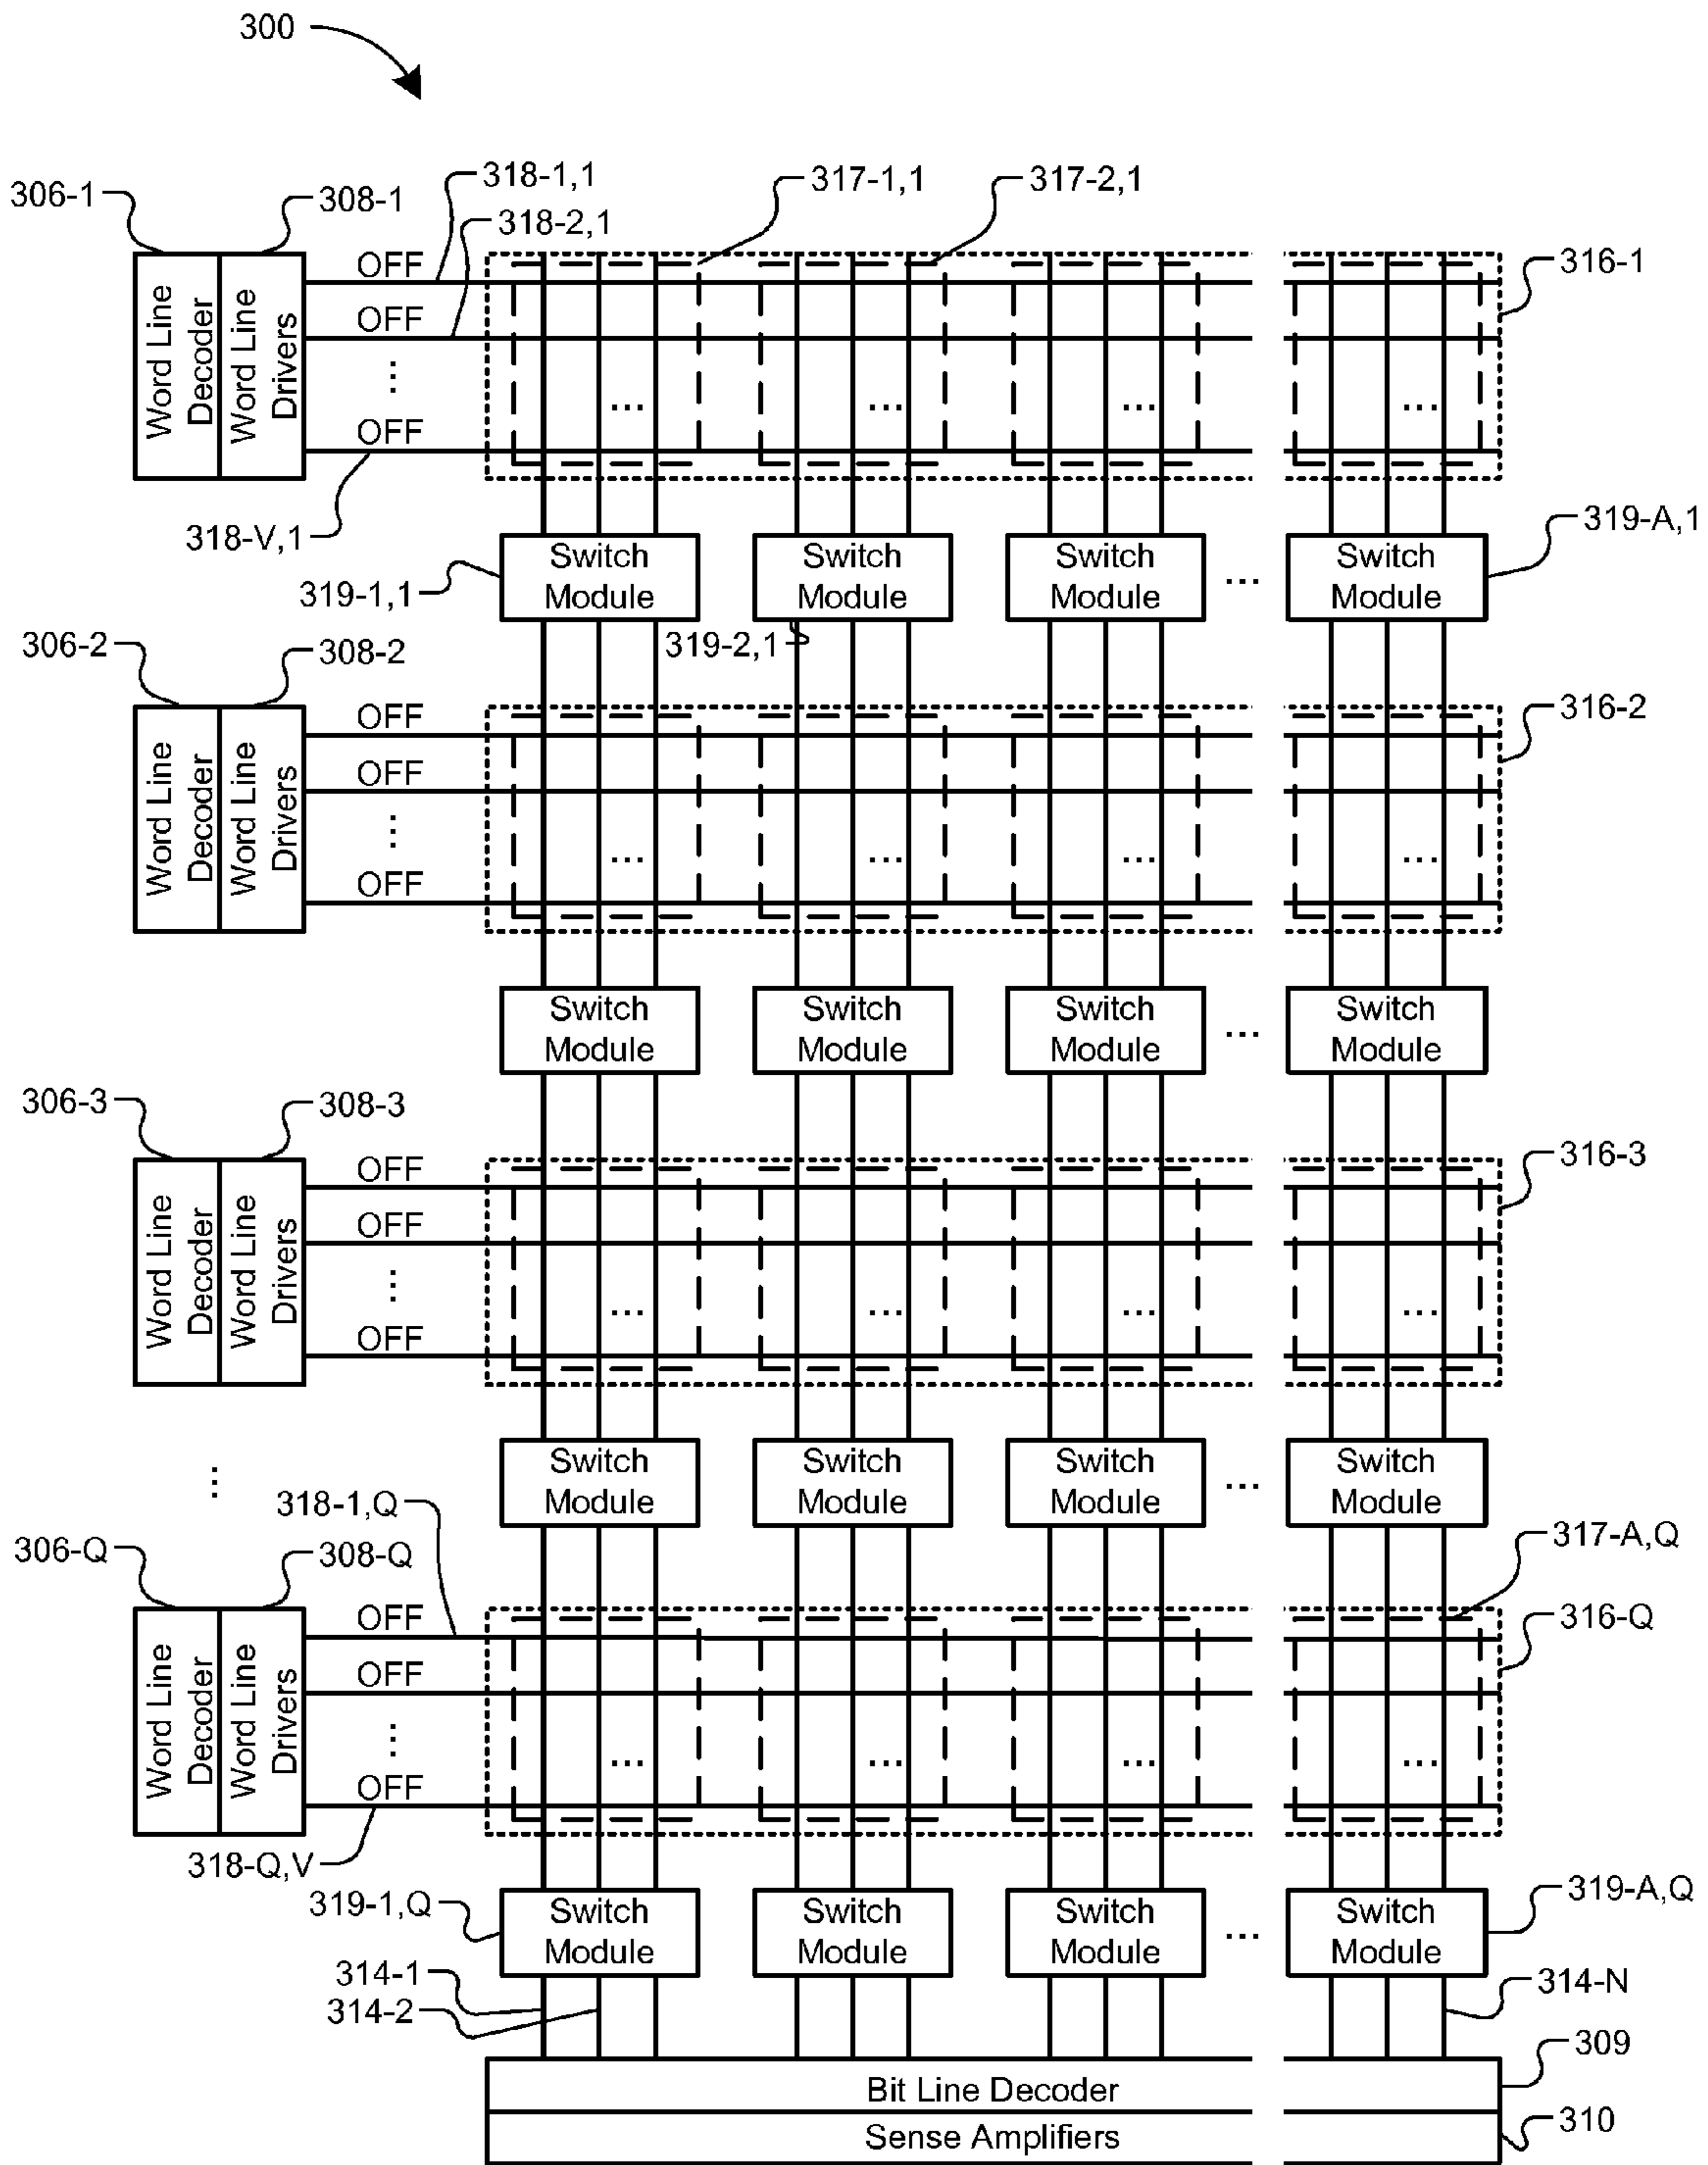 300
318-1,1
317-1,1
317-2,1
306-1
308-1
318-2,1
316-1
Word Line
Decoder
Word Line
Drivers
OFF
OFF
⋮
OFF
...
...
...
...
318-V,1
319-A,1
319-1,1
Switch
Module
Switch
Module
Switch
Module
...
Switch
Module
319-2,1
306-2
308-2
316-2
Word Line
Decoder
Word Line
Drivers
OFF
OFF
⋮
OFF
...
...
...
...
Switch
Module
Switch
Module
Switch
Module
...
Switch
Module
306-3
308-3
316-3
Word Line
Decoder
Word Line
Drivers
OFF
OFF
⋮
OFF
...
...
...
...
Switch
Module
Switch
Module
Switch
Module
...
Switch
Module
⋮
318-1,Q
317-A,Q
306-Q
308-Q
316-Q
Word Line
Decoder
Word Line
Drivers
OFF
OFF
⋮
OFF
...
...
...
...
318-Q,V
319-1,Q
319-A,Q
Switch
Module
Switch
Module
Switch
Module
...
Switch
Module
314-1
314-2
314-N
309
Bit Line Decoder
310
Sense Amplifiers